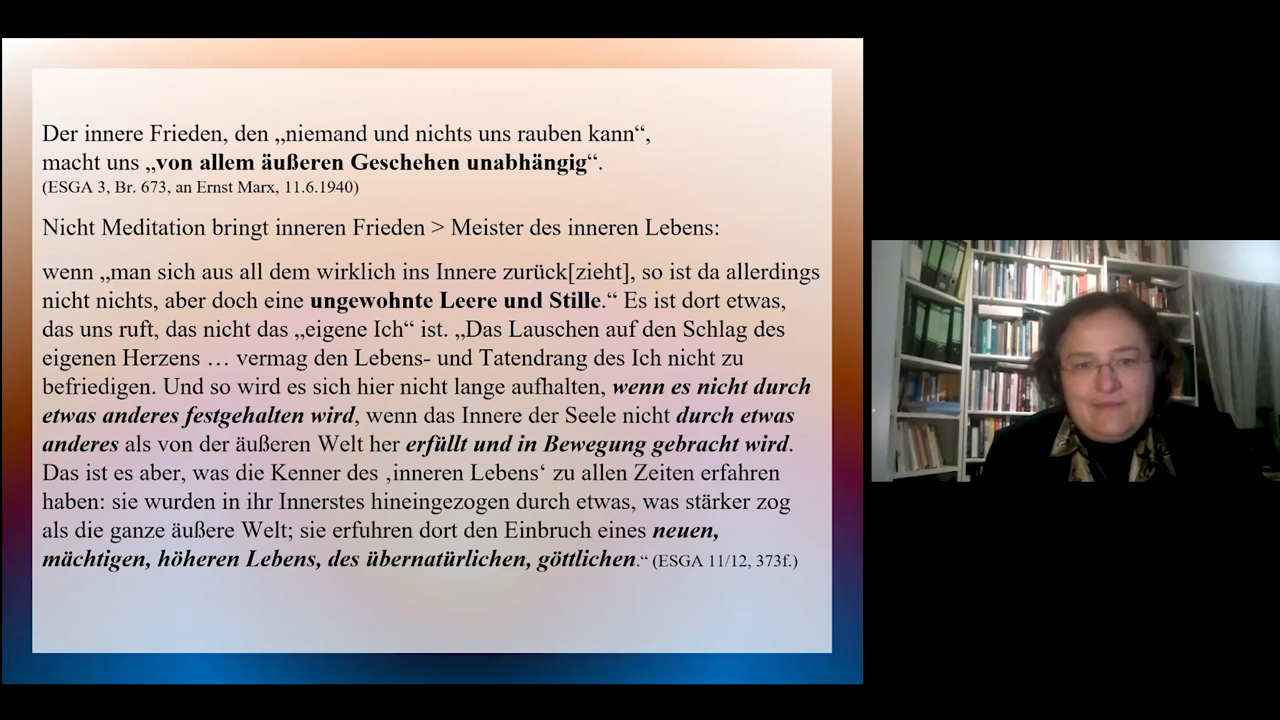 Der innere Frieden, den „niemand und nichts uns rauben kann“,
macht uns „von allem äußeren Geschehen unabhängig“.
(ESGA 3, Br. 673, an Ernst Marx, 11.6.1940)
Nicht Meditation bringt inneren Frieden > Meister des inneren Lebens:
wenn „man sich aus all dem wirklich ins Innere zurück[zieht], so ist da allerdings
nicht nichts, aber doch eine ungewohnte Leere und Stille.“ Es ist dort etwas,
das uns ruft, das nicht das „eigene Ich“ ist. „Das Lauschen auf den Schlag des
eigenen Herzens … vermag den Lebens- und Tatendrang des Ich nicht zu
befriedigen. Und so wird es sich hier nicht lange aufhalten, wenn es nicht durch
etwas anderes festgehalten wird, wenn das Innere der Seele nicht durch etwas
anderes als von der äußeren Welt her erfüllt und in Bewegung gebracht wird.
Das ist es aber, was die Kenner des ‚inneren Lebens‘ zu allen Zeiten erfahren
haben: sie wurden in ihr Innerstes hineingezogen durch etwas, was stärker zog
als die ganze äußere Welt; sie erfuhren dort den Einbruch eines neuen,
mächtigen, höheren Lebens, des übernatürlichen, göttlichen.“ (ESGA 11/12, 373f.)